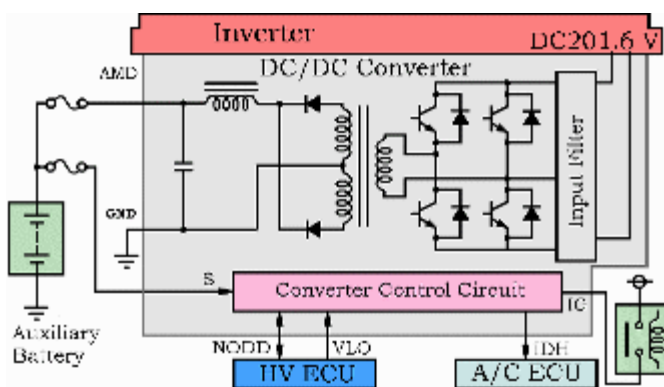 Inverter
DC201.6 V
DC/DC Converter
AMD
Input Filter
GND
S
Converter Control Circuit
IG
Auxiliary
Battery
NODD
VLO
IDH
HV ECU
A/C ECU